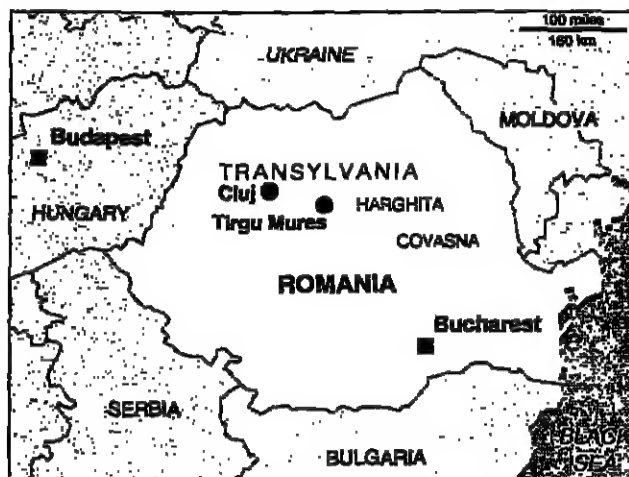 100 miles
160 km
UKRAINE
MOLDOVA
Budapest
TRANSYLVANIA
Cluj
HUNGARY
Tirgu Mures
HARGHITA
COVASNA
ROMANIA
Bucharest
SERBIA
BULGARIA
BLAC
SEA